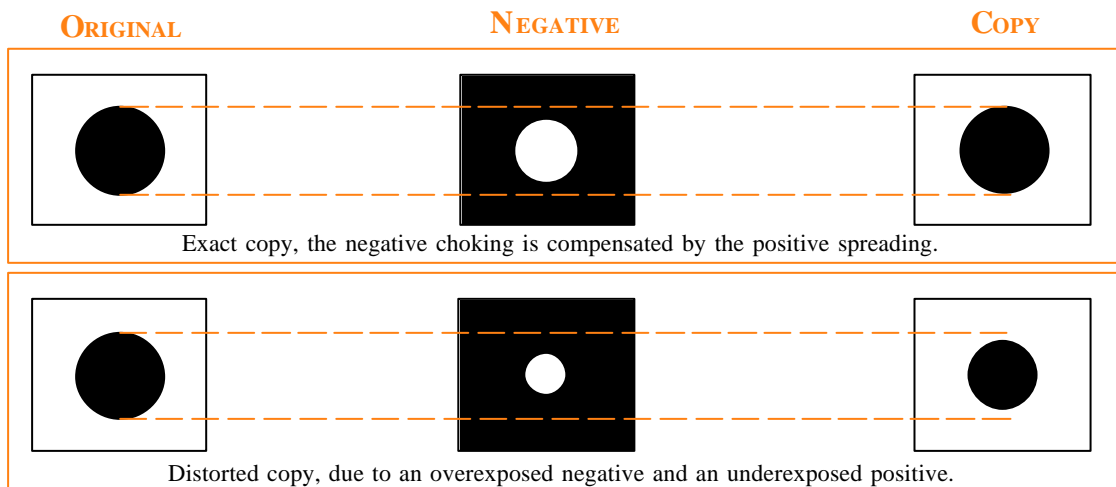 ORIGINAL NEGATIVE COPY
Exact copy, the negative choking is compensated by the positive spreading.
Distorted copy, due to an overexposed negative and an underexposed positive.